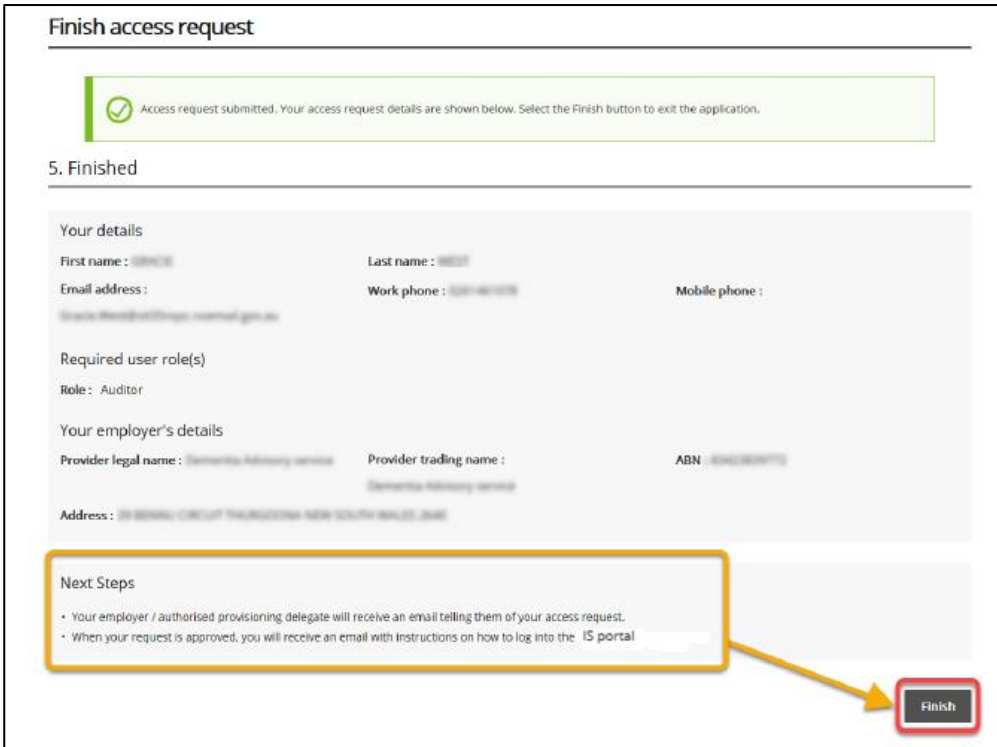 Finish access request
Access request submitted. Your access request details are shown below. Select the Finish button to exit the application.
5. Finished
Your details
First name : Last name :
Email address : Work phone : Mobile phone :
Required user role(s)
Role : Auditor
Your employer's details
Provider legal name : Provider trading name : ABN
Address :
Next Steps
• Your employer / authorised provisioning delegate will receive an email telling them of your access request.
• When your request is approved, you will receive an email with instructions on how to log into the IS portal
Finish